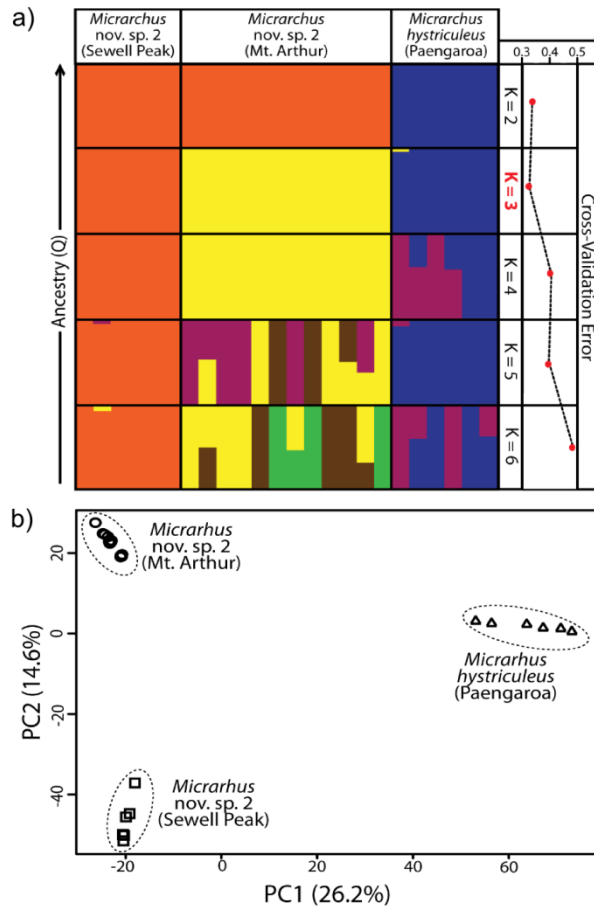 a)
Micrarchus
nov. sp. 2
(Sewell Peak)
Micrarchus
nov. sp. 2
(Mt. Arthur)
Micrarchus
hystriculeus
(Paengaroa)
0.3 0.4 0.5
Ancestry (Q)
K = 2
K = 3
K = 4
K = 5
K = 6
Cross-Validation Error
b)
Micrarhus
nov. sp. 2
(Mt. Arthur)
Micrarhus
hystriculeus
(Paengaroa)
Micrarhus
nov. sp. 2
(Sewell Peak)
PC2 (14.6%)
20
0
-20
-40
-20 0 20 40 60
PC1 (26.2%)